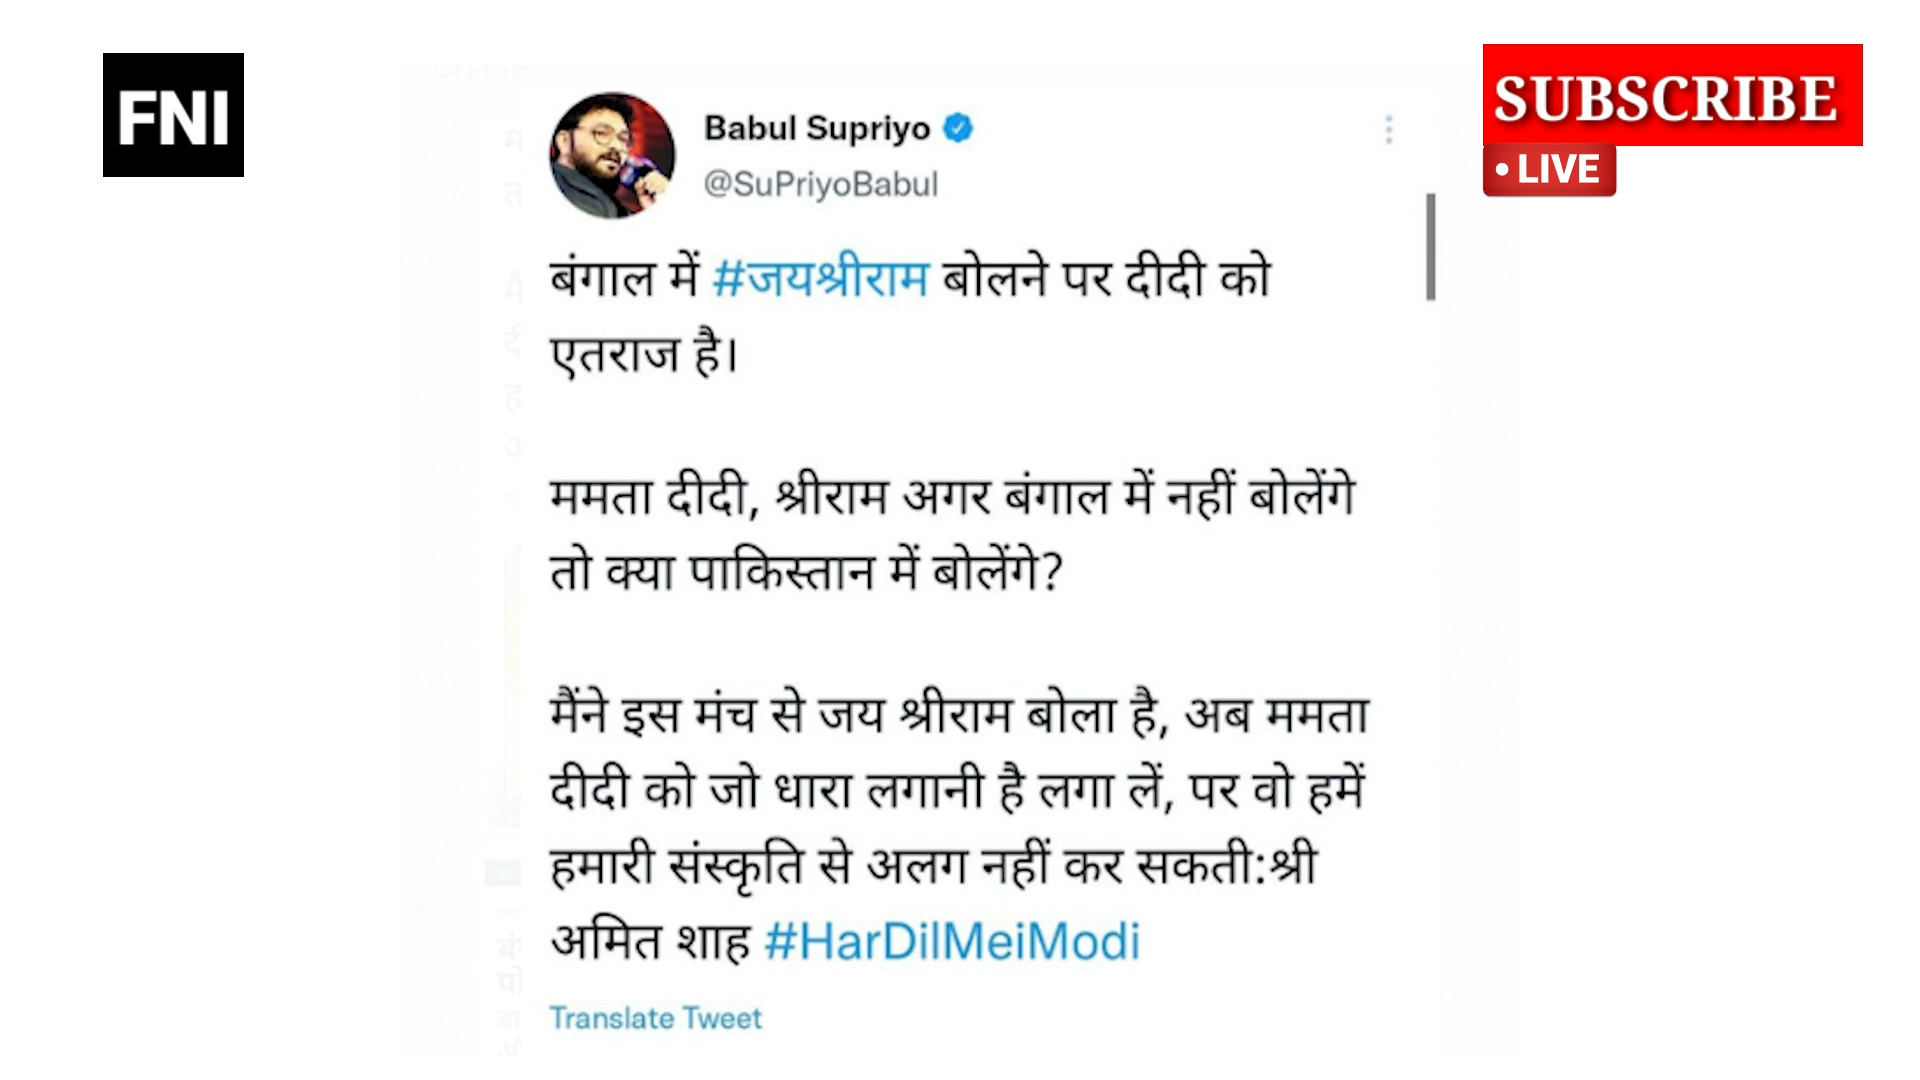 FNI
SUBSCRIBE
• LIVE
Babul Supriyo
@SuPriyoBabul
बंगाल में #जयश्रीराम बोलने पर दीदी को
एतराज है।
ममता दीदी, श्रीराम अगर बंगाल में नहीं बोलेंगे
तो क्या पाकिस्तान में बोलेंगे?
मैंने इस मंच से जय श्रीराम बोला है, अब ममता
दीदी को जो धारा लगानी है लगा लें, पर वो हमें
हमारी संस्कृति से अलग नहीं कर सकती:श्री
अमित शाह #HarDilMeiModi
Translate Tweet